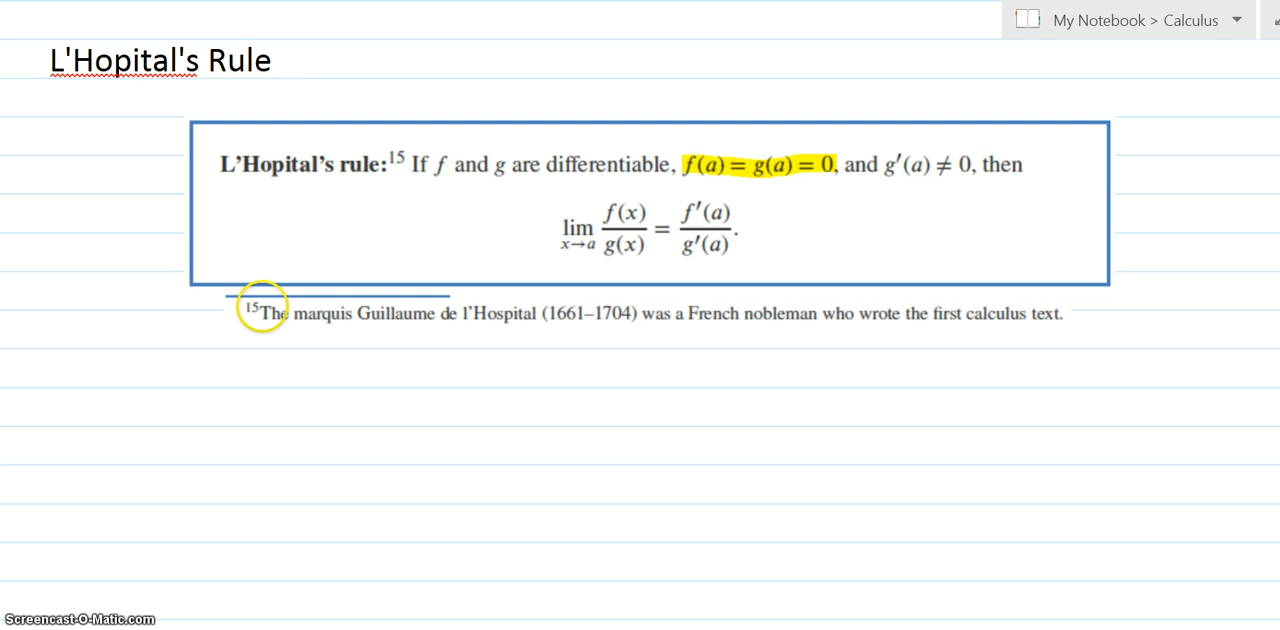 My Notebook > Calculus
L'Hopital's Rule
L’Hopital’s rule:¹⁵ If f and g are differentiable, f(a) = g(a) = 0, and g′(a) ≠ 0, then
lim x→a f(x)/g(x) = f′(a)/g′(a).
¹⁵The marquis Guillaume de l’Hospital (1661–1704) was a French nobleman who wrote the first calculus text.
Screencast-O-Matic.com